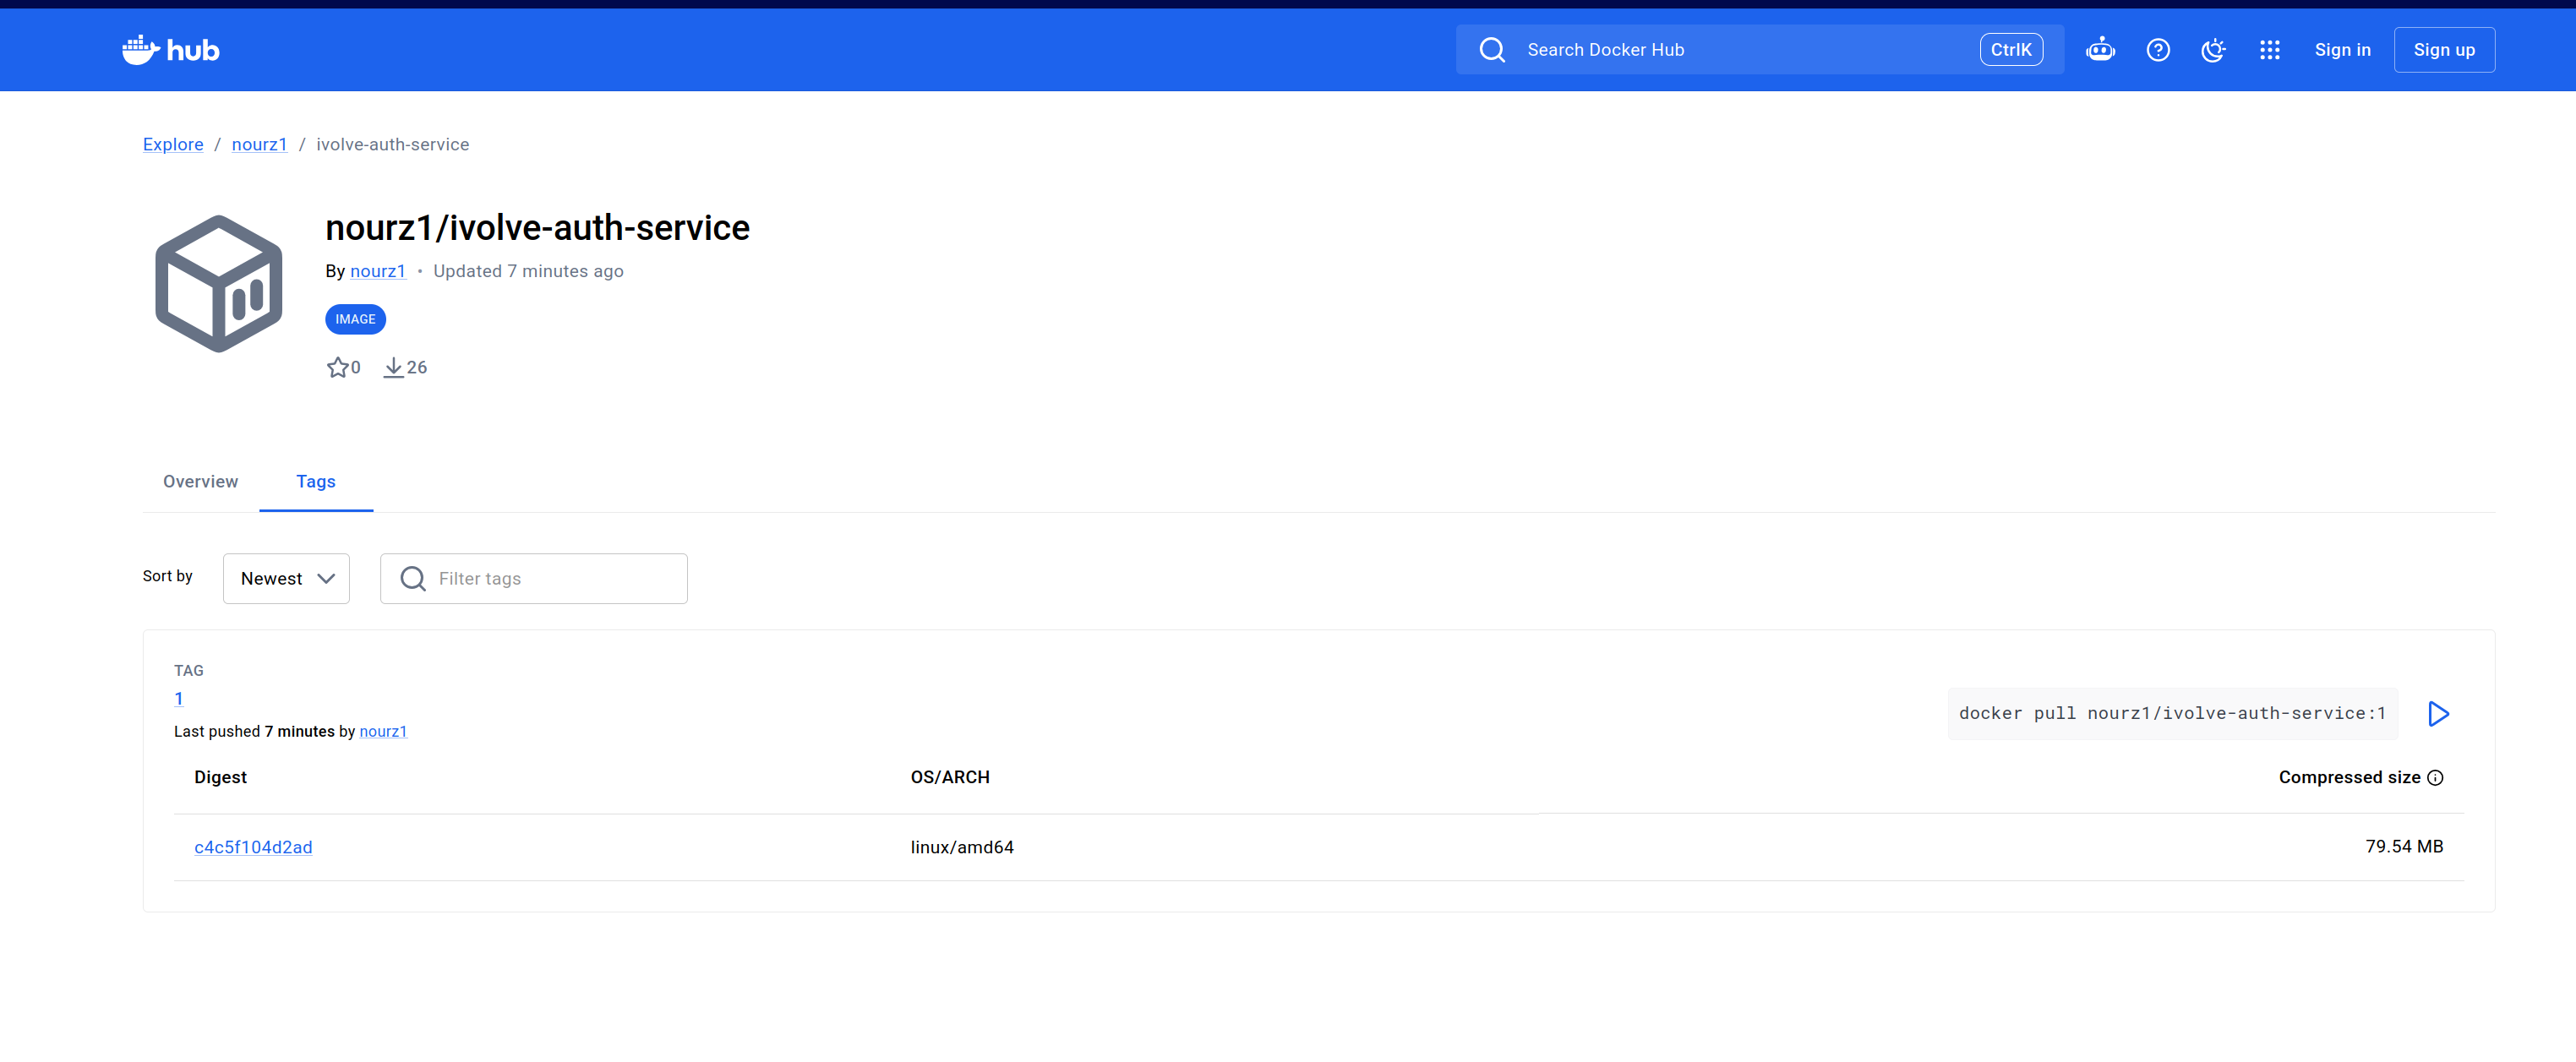 hub
Search Docker Hub
CtrlK
Sign in
Sign up
Explore / nourz1 / ivolve-auth-service
nourz1/ivolve-auth-service
By nourz1 • Updated 7 minutes ago
IMAGE
0 26
Overview
Tags
Sort by
Newest
Filter tags
TAG
1
Last pushed 7 minutes by nourz1
docker pull nourz1/ivolve-auth-service:1
Digest
OS/ARCH
Compressed size
c4c5f104d2ad
linux/amd64
79.54 MB